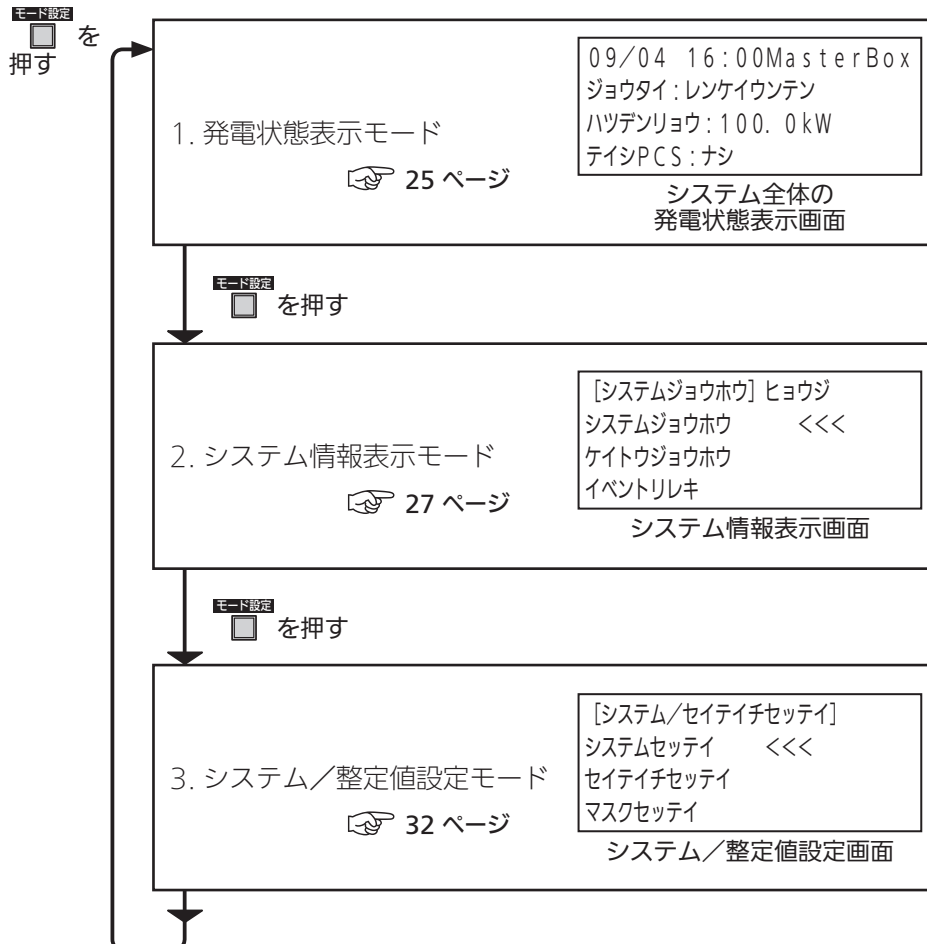 モード設定
を
押す
1. 発電状態表示モード
25 ページ
09/04 16:00MasterBox
ジョウタイ:レンケイウンテン
ハツデンリョウ:100. 0kW
テイシPCS:ナシ
システム全体の
発電状態表示画面
モード設定
を押す
2. システム情報表示モード
27 ページ
[システムジョウホウ] ヒョウジ
システムジョウホウ <<<
ケイトウジョウホウ
イベントリレキ
システム情報表示画面
モード設定
を押す
3. システム／整定値設定モード
32 ページ
[システム／セイテイチセッテイ]
システムセッテイ <<<
セイテイチセッテイ
マスクセッテイ
システム／整定値設定画面